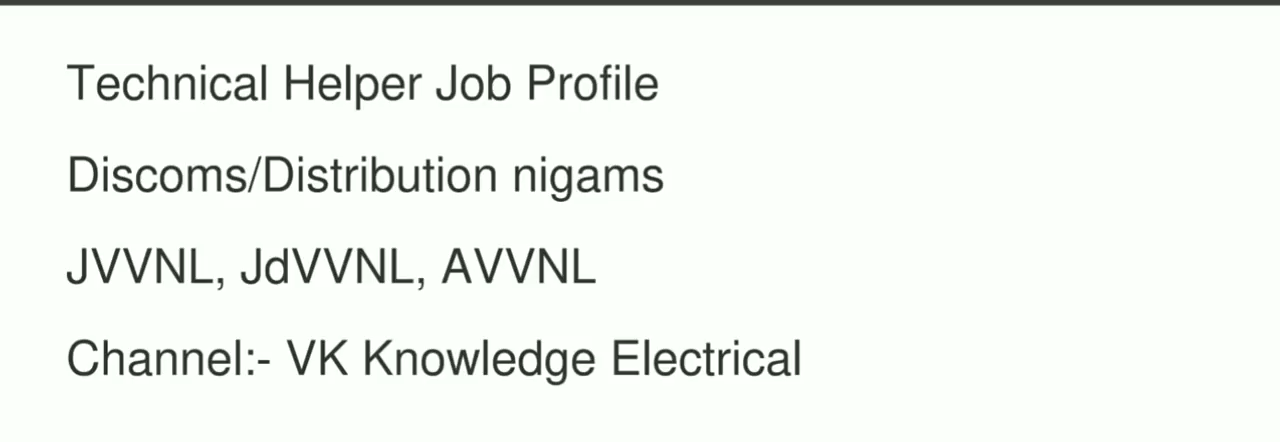 Technical Helper Job Profile
Discoms/Distribution nigams
JVVNL, JdVVNL, AVVNL
Channel:- VK Knowledge Electrical